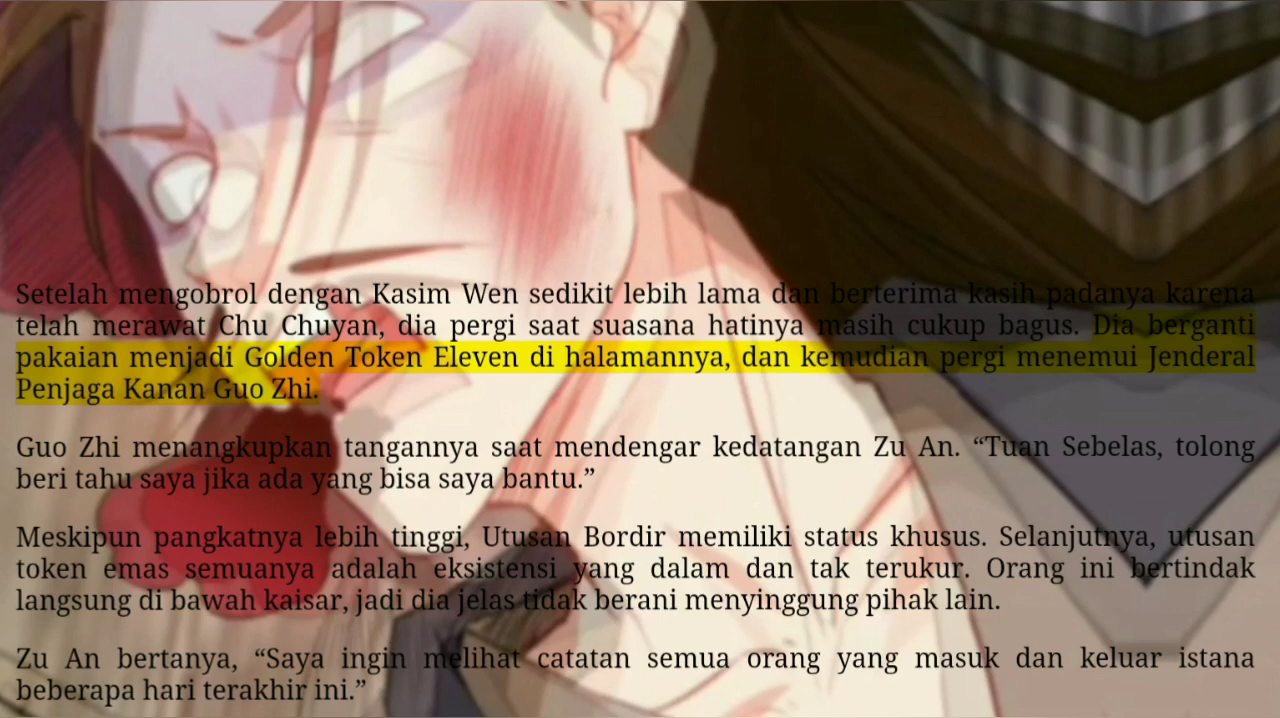 Setelah mengobrol dengan Kasim Wen sedikit lebih lama dan berterima kasih padanya karena
telah merawat Chu Chuyan, dia pergi saat suasana hatinya masih cukup bagus. Dia berganti
pakaian menjadi Golden Token Eleven di halamannya, dan kemudian pergi menemui Jenderal
Penjaga Kanan Guo Zhi.
Guo Zhi menangkupkan tangannya saat mendengar kedatangan Zu An. “Tuan Sebelas, tolong
beri tahu saya jika ada yang bisa saya bantu.”
Meskipun pangkatnya lebih tinggi, Utusan Bordir memiliki status khusus. Selanjutnya, utusan
token emas semuanya adalah eksistensi yang dalam dan tak terukur. Orang ini bertindak
langsung di bawah kaisar, jadi dia jelas tidak berani menyinggung pihak lain.
Zu An bertanya, “Saya ingin melihat catatan semua orang yang masuk dan keluar istana
beberapa hari terakhir ini.”